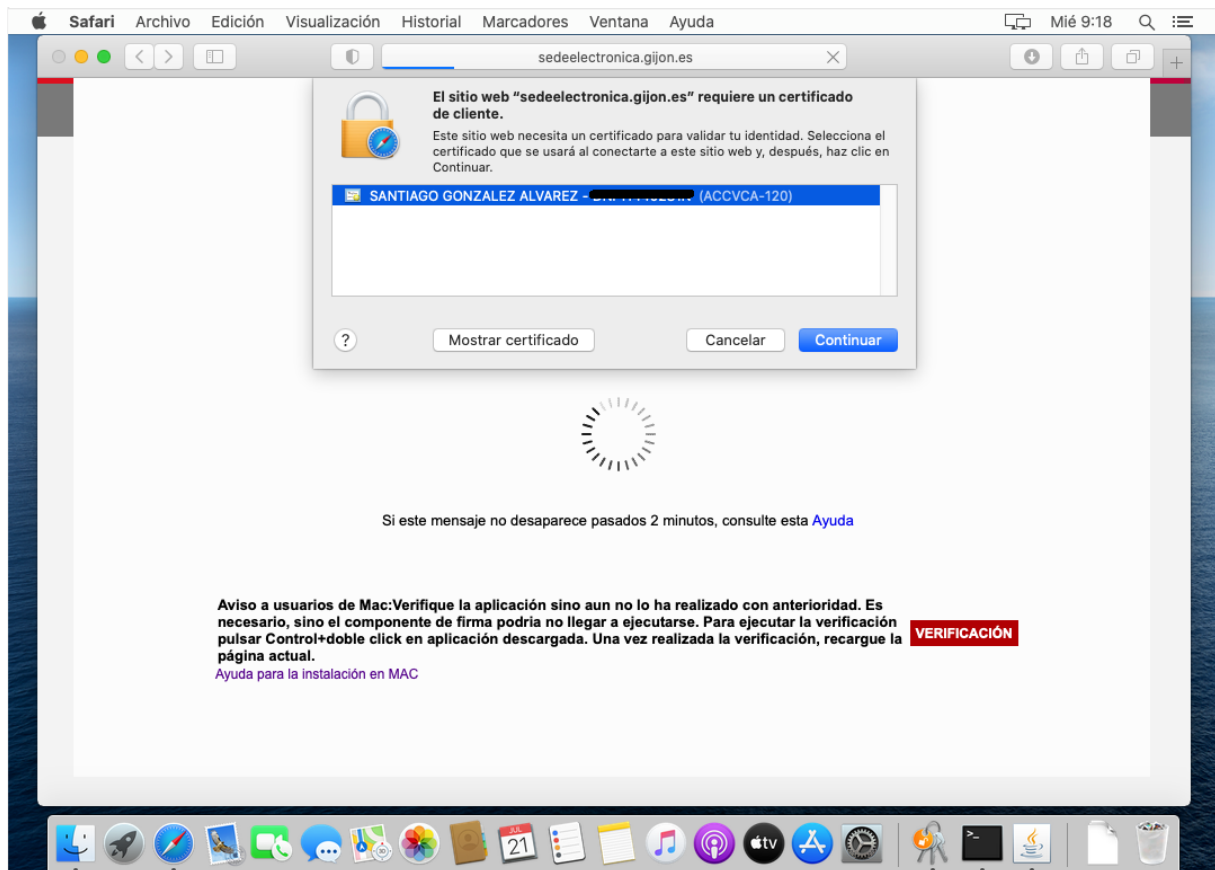 Safari Archivo Edición Visualización Historial Marcadores Ventana Ayuda Mié 9:18
sedeelectronica.gijon.es
El sitio web “sedeelectronica.gijon.es” requiere un certificado
de cliente.
Este sitio web necesita un certificado para validar tu identidad. Selecciona el
certificado que se usará al conectarte a este sitio web y, después, haz clic en
Continuar.
SANTIAGO GONZALEZ ALVAREZ - (ACCVCA-120)
? Mostrar certificado Cancelar Continuar
Si este mensaje no desaparece pasados 2 minutos, consulte esta Ayuda
Aviso a usuarios de Mac:Verifique la aplicación sino aun no lo ha realizado con anterioridad. Es
necesario, sino el componente de firma podria no llegar a ejecutarse. Para ejecutar la verificación
pulsar Control+doble click en aplicación descargada. Una vez realizada la verificación, recargue la
página actual.
VERIFICACIÓN
Ayuda para la instalación en MAC
JUL
21
tv